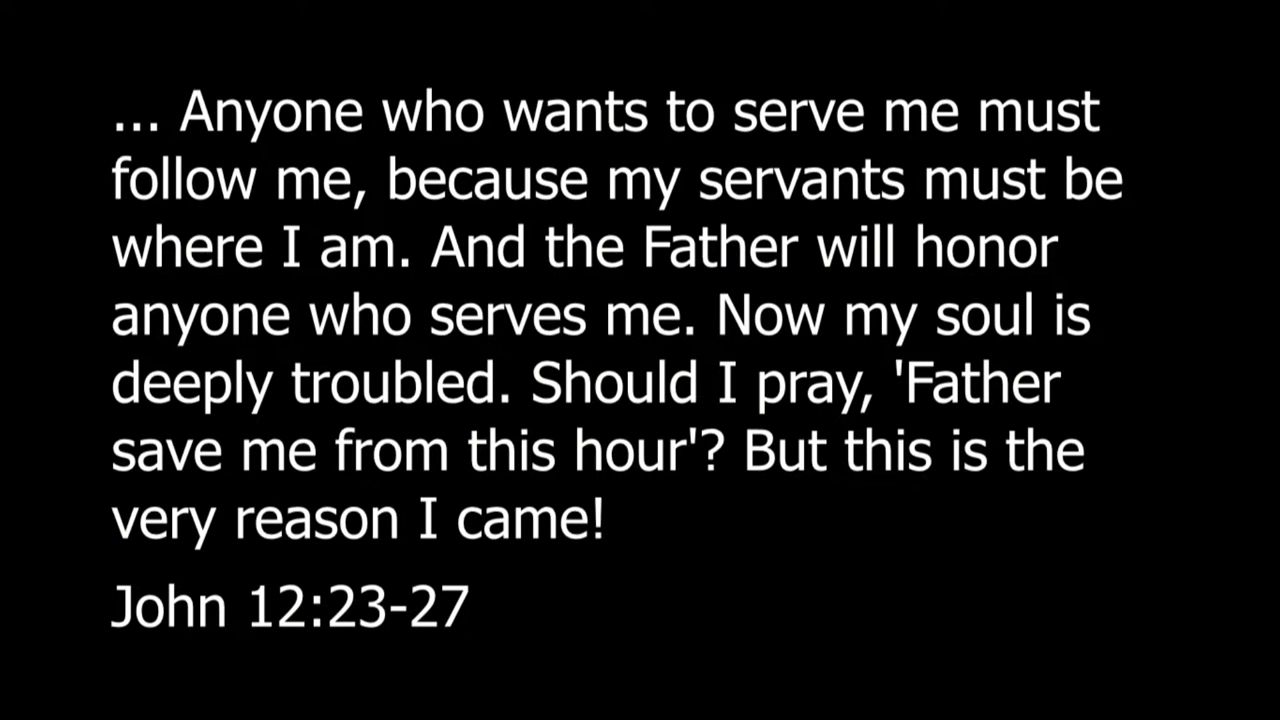 ... Anyone who wants to serve me must
follow me, because my servants must be
where I am. And the Father will honor
anyone who serves me. Now my soul is
deeply troubled. Should I pray, 'Father
save me from this hour'? But this is the
very reason I came!
John 12:23-27